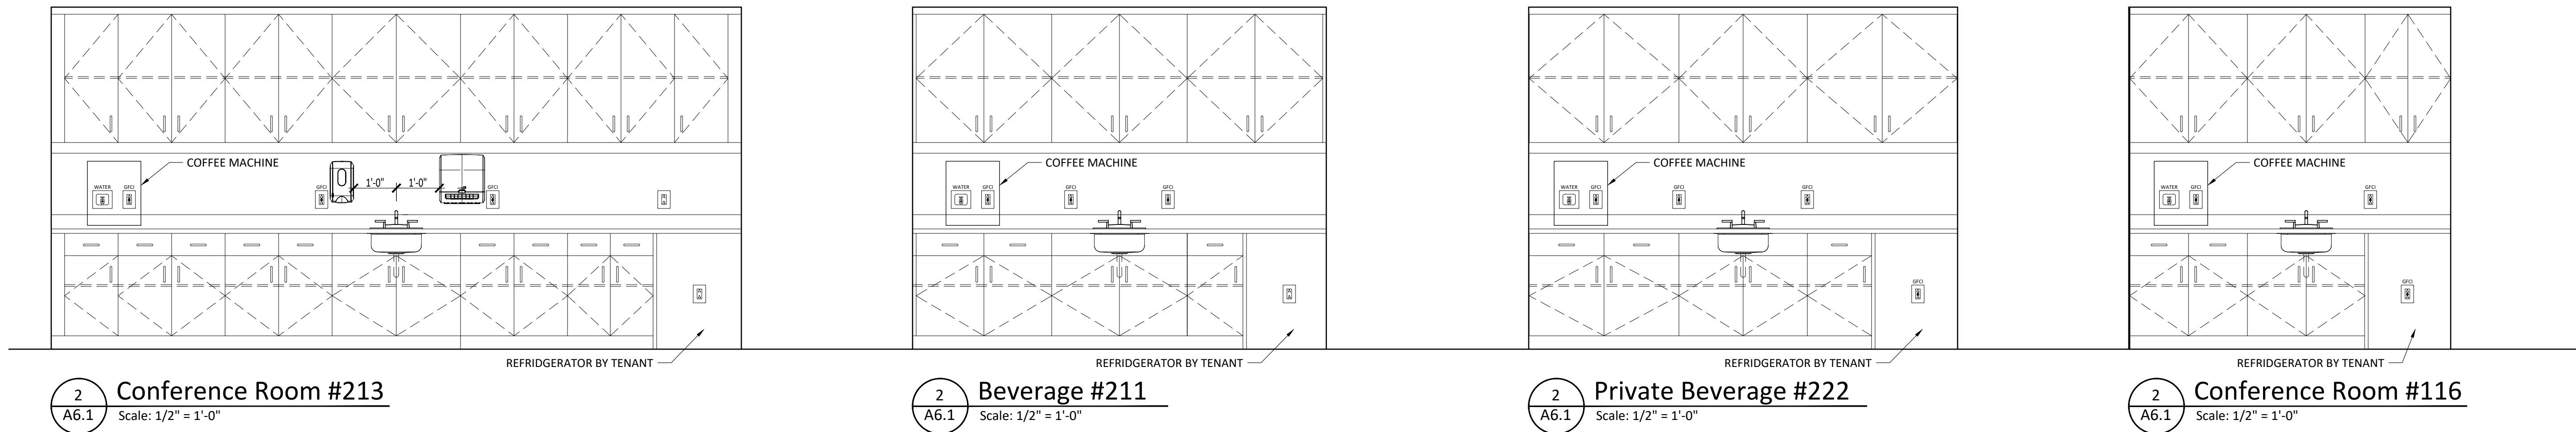 COFFEE MACHINE
WATER
GFCI
GFCI
1'-0"
1'-0"
GFCI
REFRIDGERATOR BY TENANT
2
A6.1
Conference Room #213
Scale: 1/2" = 1'-0"
COFFEE MACHINE
WATER
GFCI
GFCI
GFCI
REFRIDGERATOR BY TENANT
2
A6.1
Beverage #211
Scale: 1/2" = 1'-0"
COFFEE MACHINE
WATER
GFCI
GFCI
GFCI
GFCI
REFRIDGERATOR BY TENANT
2
A6.1
Private Beverage #222
Scale: 1/2" = 1'-0"
COFFEE MACHINE
WATER
GFCI
GFCI
GFCI
REFRIDGERATOR BY TENANT
2
A6.1
Conference Room #116
Scale: 1/2" = 1'-0"